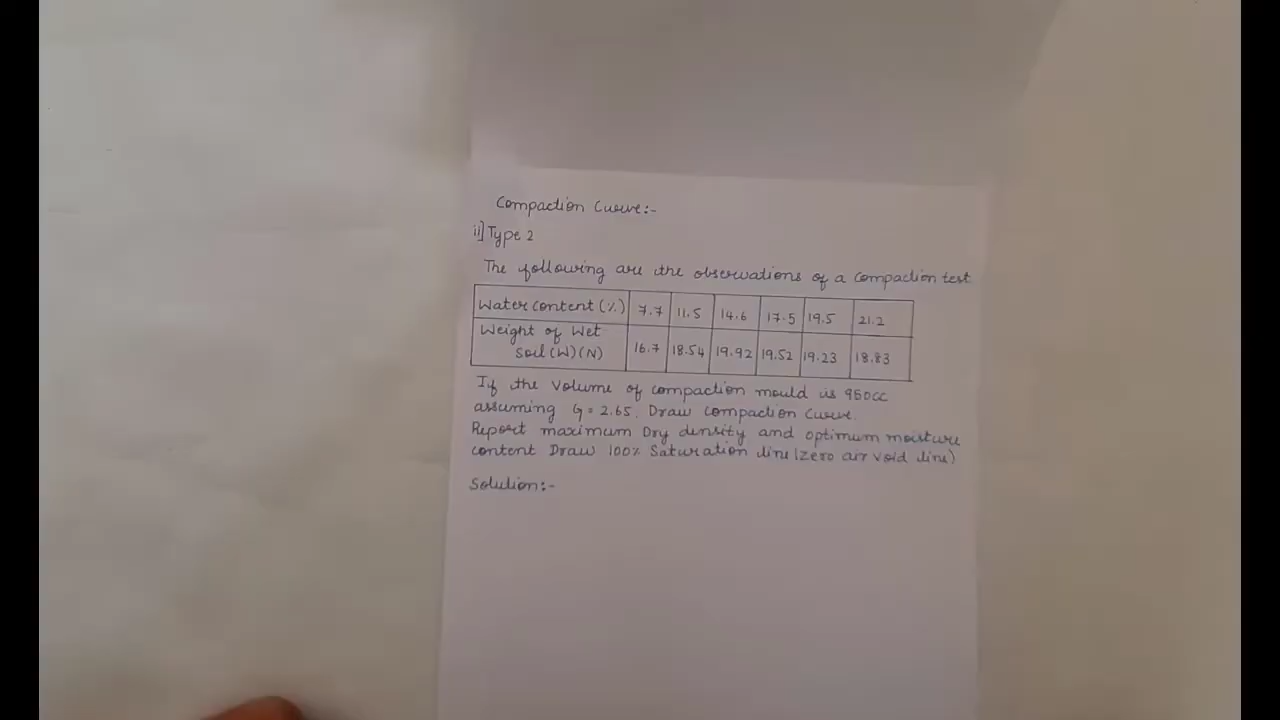 Compaction Curve:-
ii] Type 2
The following are the observations of a compaction test
Water content (%) 7.7 11.5 14.6 17.5 19.5 21.2
Weight of Wet
Soil (W) (N) 16.7 18.54 19.92 19.52 19.23 18.83
If the Volume of compaction mould is 950cc
assuming G = 2.65. Draw Compaction Curve.
Report maximum Dry density and optimum moisture
content Draw 100% Saturation line (zero air void line)
Solution:-